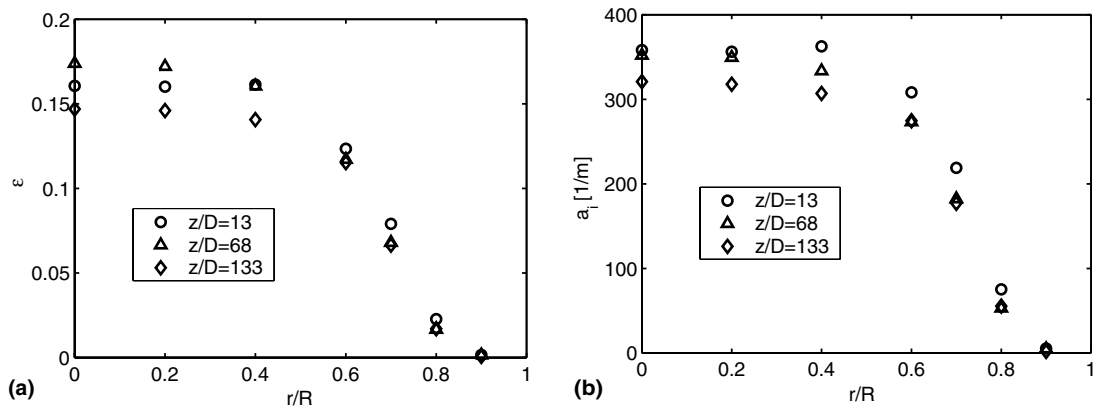 0.2
0.15
0.1
0.05
0
ε
z/D=13
z/D=68
z/D=133
0 0.2 0.4 0.6 0.8 1
r/R
(a)
400
300
200
100
0
a_i [1/m]
z/D=13
z/D=68
z/D=133
0 0.2 0.4 0.6 0.8 1
r/R
(b)